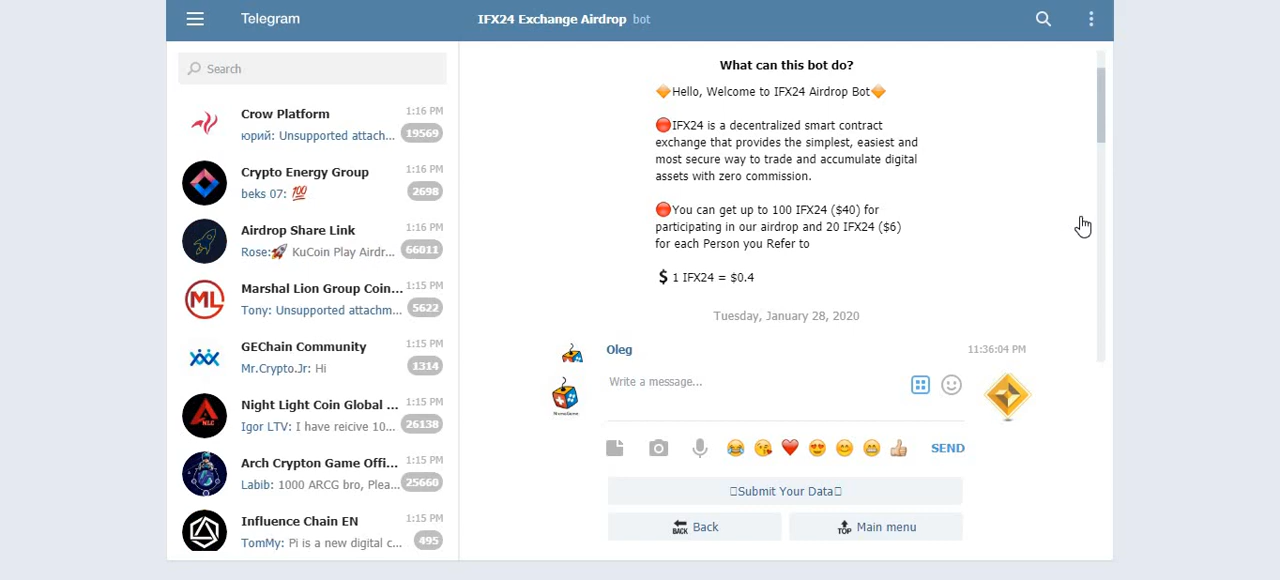 Telegram
IFX24 Exchange Airdrop bot
Search
Crow Platform 1:16 PM
юрий: Unsupported attach... 19569
Crypto Energy Group 1:16 PM
beks 07: 💯 2698
Airdrop Share Link 1:16 PM
Rose:🚀 KuCoin Play Airdr... 66011
Marshal Lion Group Coin... 1:15 PM
Tony: Unsupported attachm... 5622
GEChain Community 1:15 PM
Mr.Crypto.Jr: Hi 1314
Night Light Coin Global ... 1:15 PM
Igor LTV: I have reicive 10... 26138
Arch Crypton Game Offi... 1:15 PM
Labib: 1000 ARCG bro, Plea... 25660
Influence Chain EN 1:15 PM
TomMy: Pi is a new digital c... 495
What can this bot do?
🔶Hello, Welcome to IFX24 Airdrop Bot🔶
🔴IFX24 is a decentralized smart contract
exchange that provides the simplest, easiest and
most secure way to trade and accumulate digital
assets with zero commission.
🔴You can get up to 100 IFX24 ($40) for
participating in our airdrop and 20 IFX24 ($6)
for each Person you Refer to
💲 1 IFX24 = $0.4
Tuesday, January 28, 2020
Oleg 11:36:04 PM
Write a message...
SEND
Submit Your Data
BACK Back
TOP Main menu
ML